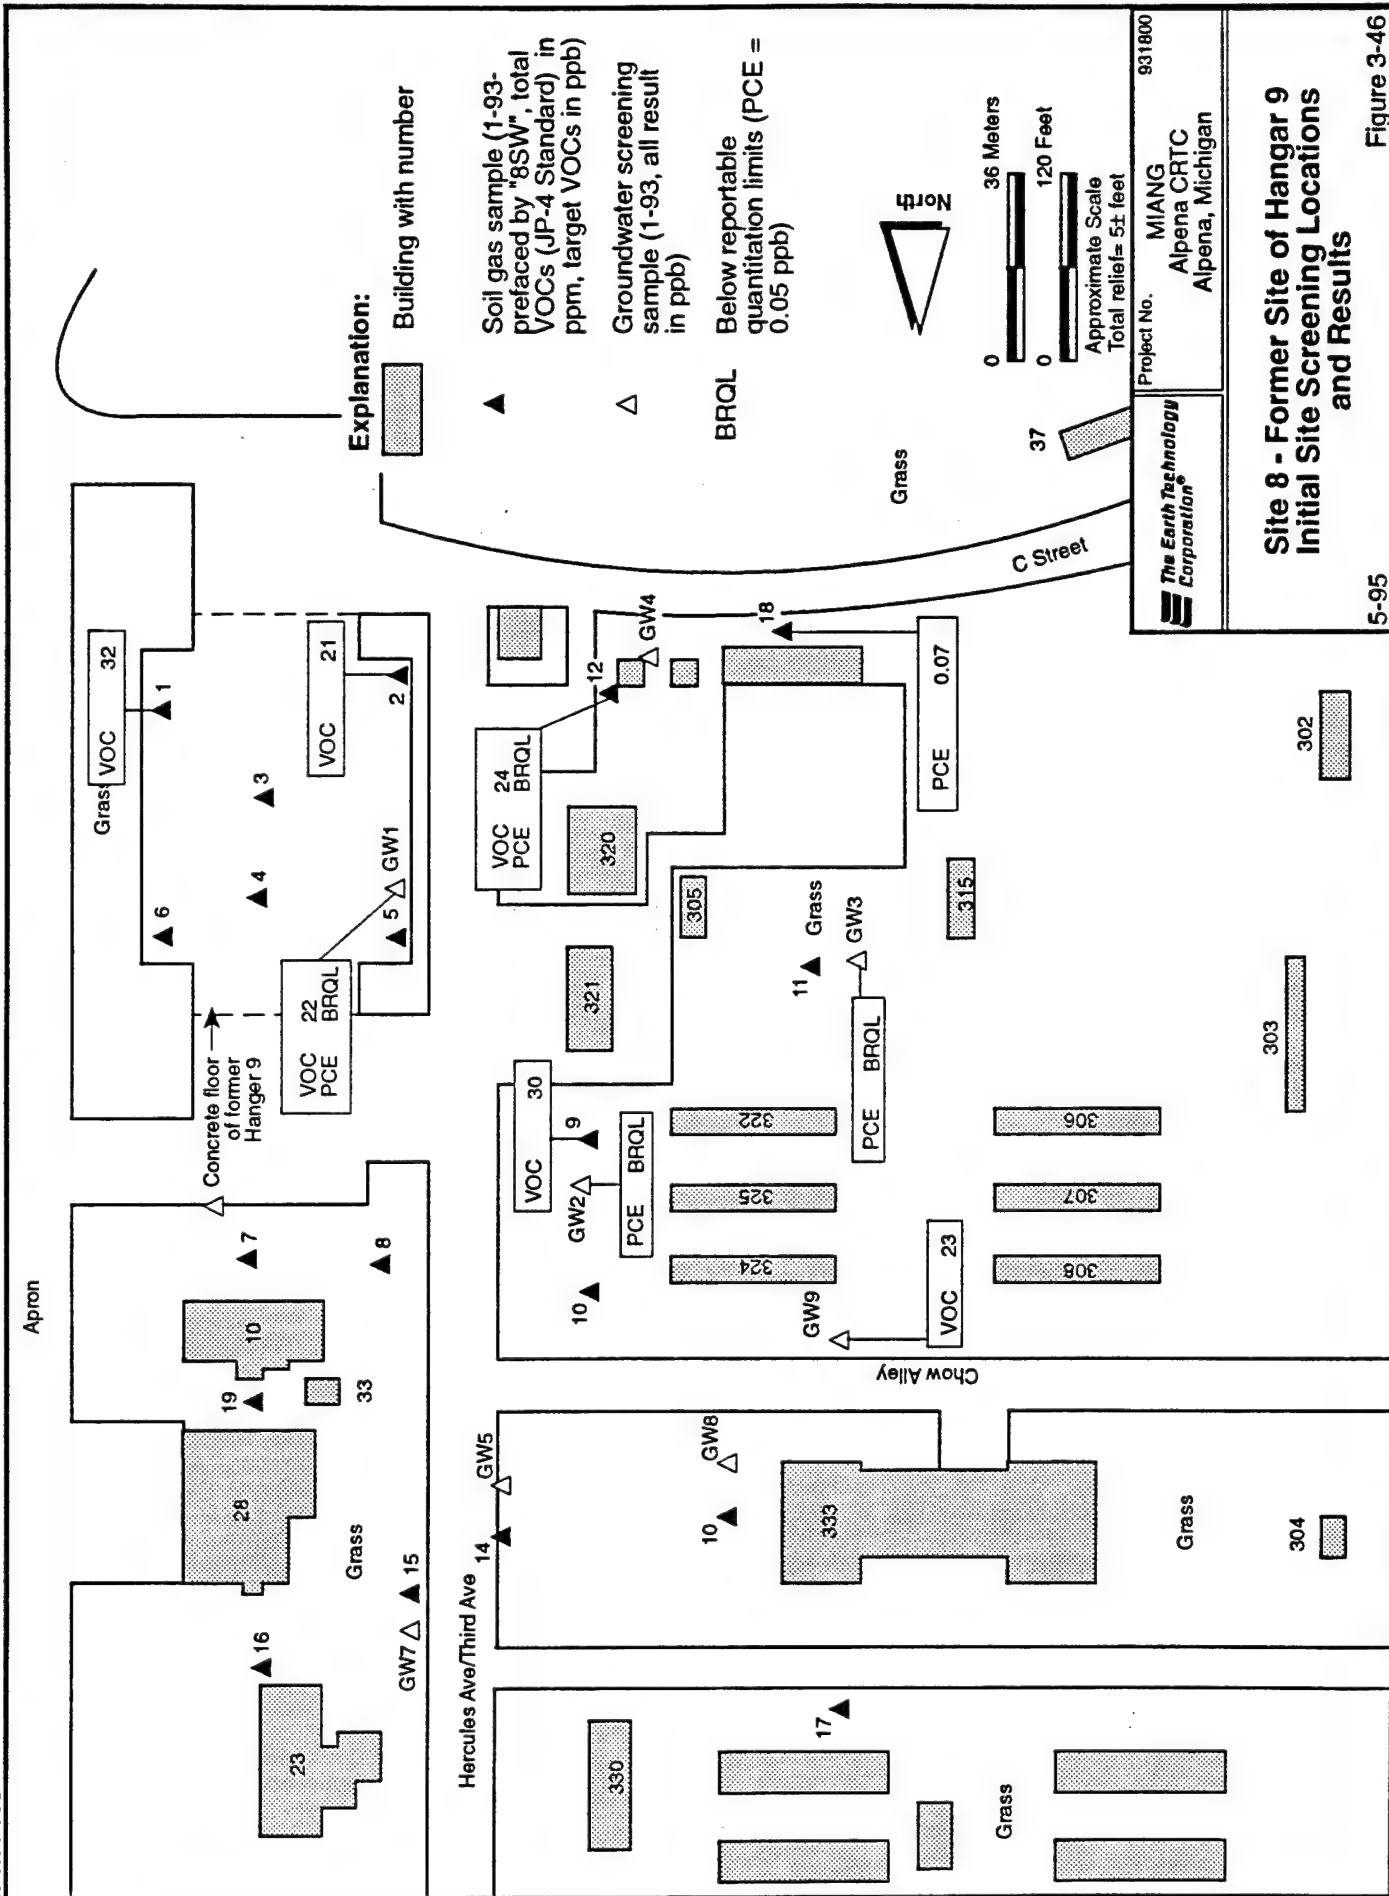 Apron
Explanation:
Building with number
Soil gas sample (1-93-
prefaced by "8SW", total
VOCs (JP-4 Standard) in
ppm, target VOCs in ppb)
Groundwater screening
sample (1-93, all result
in ppb)
BRQL
Below reportable
quantitation limits (PCE =
0.05 ppb)
North
0
36 Meters
0
120 Feet
Approximate Scale
Total relief= 5± feet
The Earth Technology
Corporation®
Project No.
931800
MIANG
Alpena CRTC
Alpena, Michigan
Site 8 - Former Site of Hangar 9
Initial Site Screening Locations
and Results
5-95
Figure 3-46
Grass
VOC 32
1
VOC 21
2
3
4
6
5
GW1
VOC 22
PCE BRQL
Concrete floor
of former
Hanger 9
7
8
10
19
33
28
Grass
16
15
GW7
23
Hercules Ave/Third Ave
VOC 24
PCE BRQL
12
GW4
18
PCE 0.07
320
305
321
VOC 30
9
GW2
PCE BRQL
10
11
Grass
GW3
PCE BRQL
315
322
325
324
GW9
VOC 23
306
307
308
302
303
Chow Alley
C Street
Grass
37
GW5
14
GW8
10
333
Grass
304
17
330
Grass